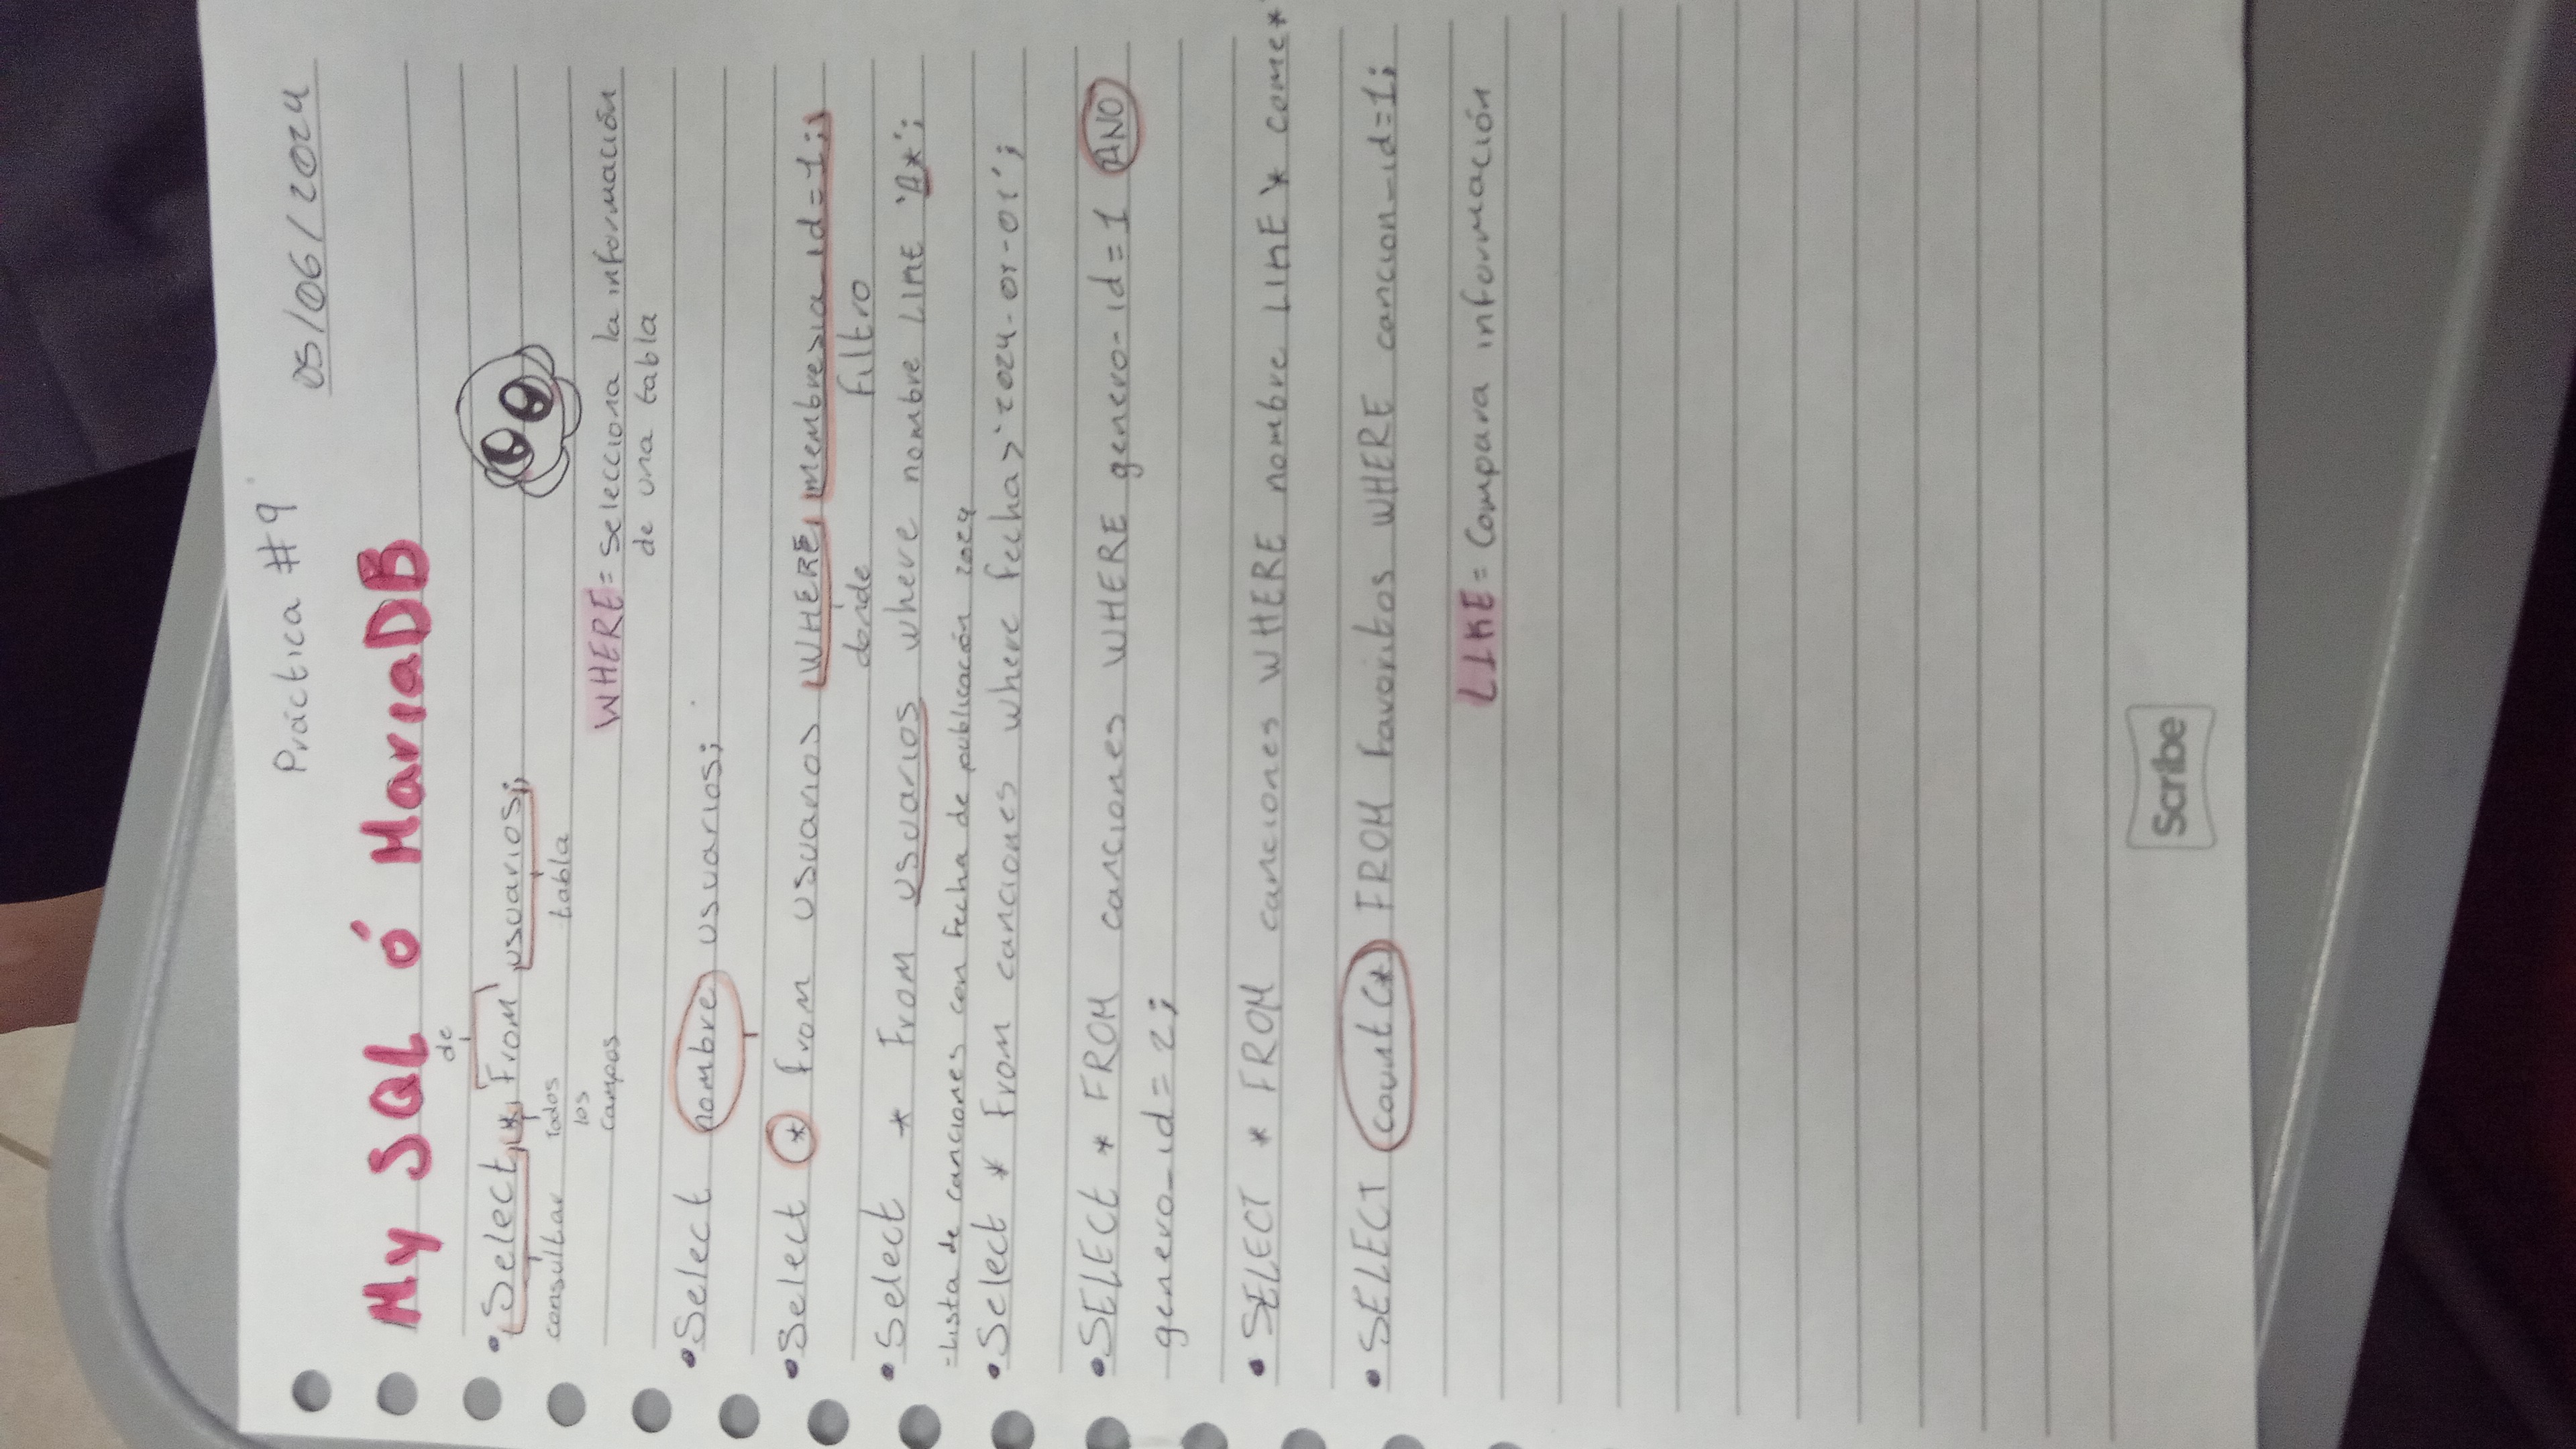 Práctica #9
05/06/2024
My SQL ó MariaDB
de
• Select * From usuarios;
consultar todos tabla
los
campos
WHERE = Selecciona la información
de una tabla
• Select nombre usuarios;
• Select * from usuarios WHERE membresia id=1;
donde Filtro
• Select * From usuarios where nombre LIKE 'A*';
- Lista de canciones con fecha de publicación 2024
• Select * From canciones where fecha > '2024-01-01';
• SELECT * FROM canciones WHERE genero-id=1 AND
genero_id = 2;
• SELECT * FROM canciones WHERE nombre LIKE '* come*
• SELECT count(*) FROM Favoritos WHERE cancion_id=1;
LIKE = Compara información
Scribe